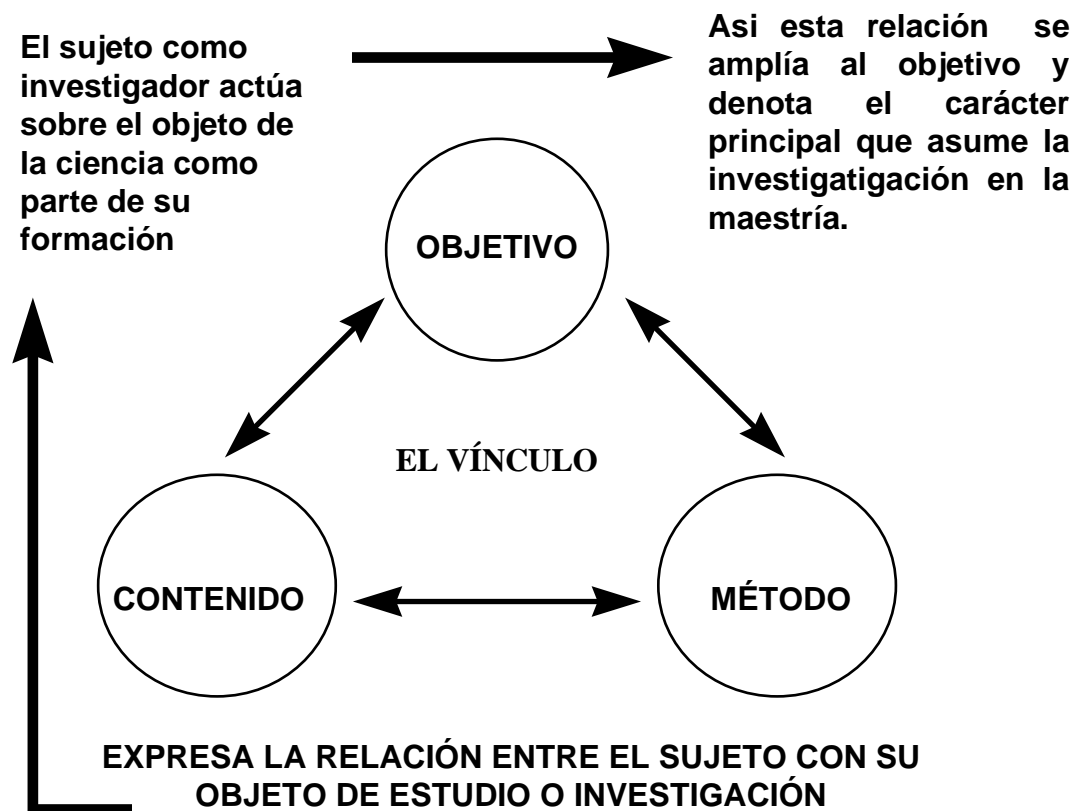 El sujeto como
investigador actúa
sobre el objeto de
la ciencia como
parte de su
formación
Asi esta relación se
amplía al objetivo y
denota el carácter
principal que asume la
investigatigación en la
maestría.
OBJETIVO
EL VÍNCULO
CONTENIDO
MÉTODO
EXPRESA LA RELACIÓN ENTRE EL SUJETO CON SU
OBJETO DE ESTUDIO O INVESTIGACIÓN